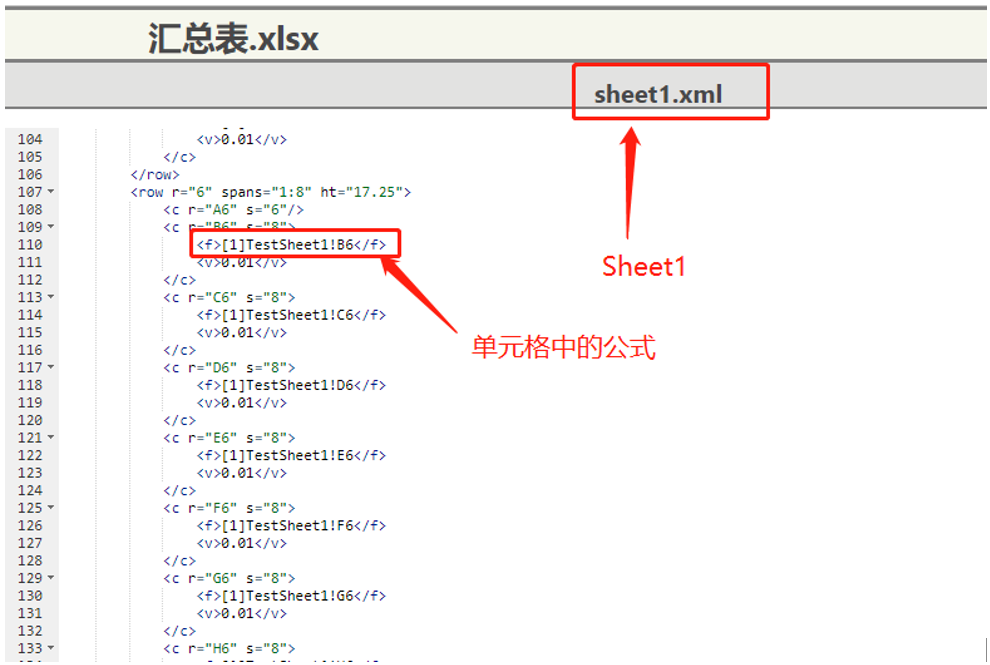 汇总表.xlsx
sheet1.xml
104 <v>0.01</v>
105 </c>
106 </row>
107 <row r="6" spans="1:8" ht="17.25">
108 <c r="A6" s="6"/>
109 <c r="B6" s="8">
110 <f>[1]TestSheet1!B6</f>
111 <v>0.01</v>
112 </c>
113 <c r="C6" s="8">
114 <f>[1]TestSheet1!C6</f>
115 <v>0.01</v>
116 </c>
117 <c r="D6" s="8">
118 <f>[1]TestSheet1!D6</f>
119 <v>0.01</v>
120 </c>
121 <c r="E6" s="8">
122 <f>[1]TestSheet1!E6</f>
123 <v>0.01</v>
124 </c>
125 <c r="F6" s="8">
126 <f>[1]TestSheet1!F6</f>
127 <v>0.01</v>
128 </c>
129 <c r="G6" s="8">
130 <f>[1]TestSheet1!G6</f>
131 <v>0.01</v>
132 </c>
133 <c r="H6" s="8">
Sheet1
单元格中的公式